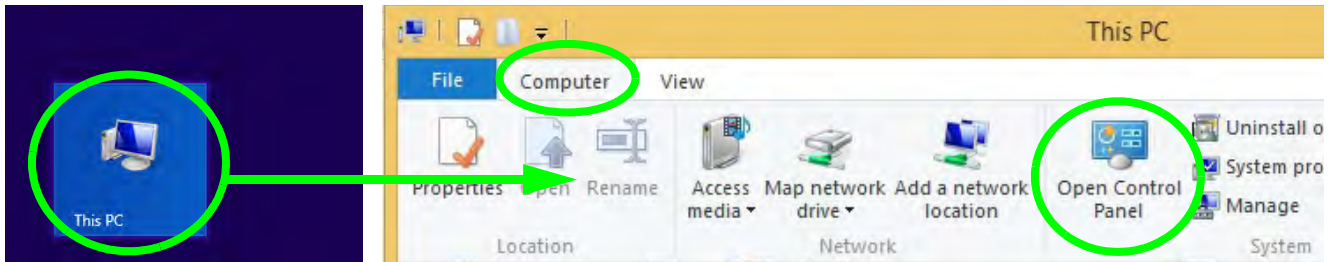 This PC
This PC
File
Computer
View
Properties
Open
Rename
Access
media
Map network
drive
Add a network
location
Open Control
Panel
Uninstall o
System pro
Manage
Location
Network
System